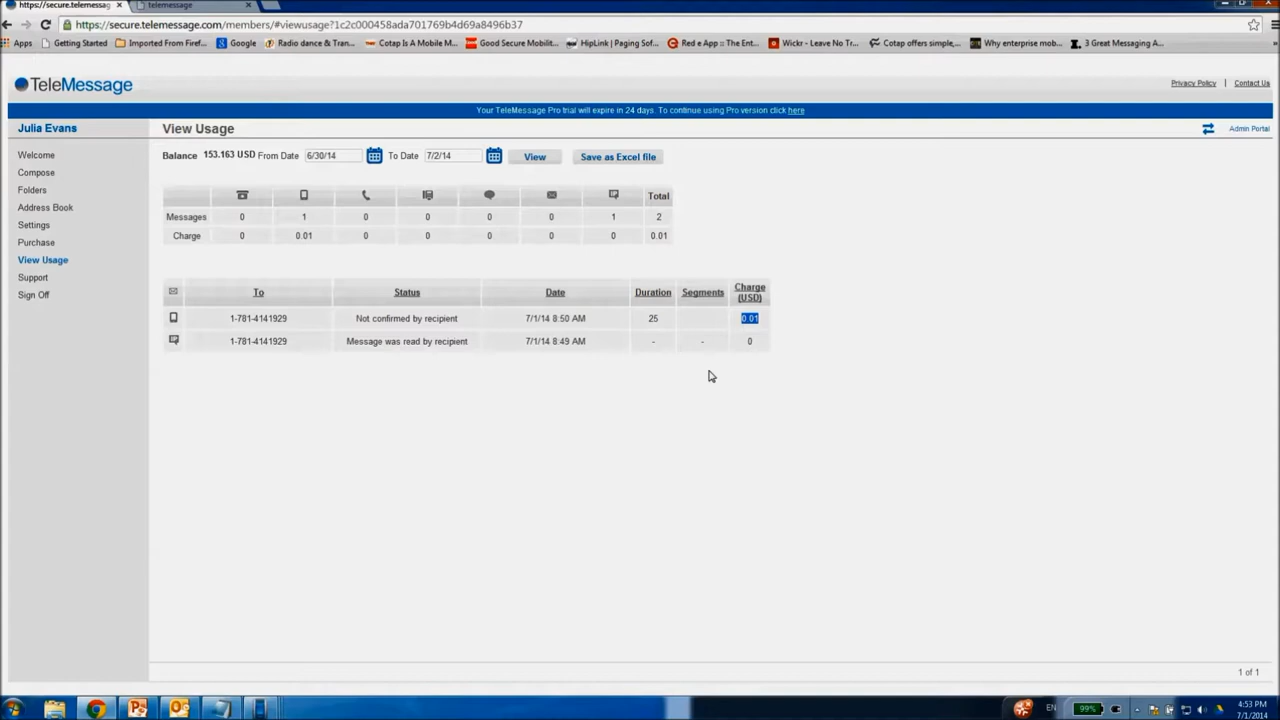 https://secure.telemessag
telemessage
https://secure.telemessage.com/members/#viewusage?1c2c000458ada701769b4d69a8496b37
Apps Getting Started Imported From Firef... Google Radio dance & Tran... Cotap Is A Mobile M... Good Secure Mobilit... HipLink | Paging Sof... Red e App :: The Ent... Wickr - Leave No Tr... Cotap offers simple,... Why enterprise mob... 3 Great Messaging A...
TeleMessage
Privacy Policy | Contact Us
Your TeleMessage Pro trial will expire in 24 days. To continue using Pro version click here
Julia Evans
View Usage
Admin Portal
Welcome
Compose
Folders
Address Book
Settings
Purchase
View Usage
Support
Sign Off
Balance 153.163 USD From Date 6/30/14 To Date 7/2/14 View Save as Excel file
Total
Messages 0 1 0 0 0 0 1 2
Charge 0 0.01 0 0 0 0 0 0.01
To Status Date Duration Segments Charge (USD)
1-781-4141929 Not confirmed by recipient 7/1/14 8:50 AM 25 0.01
1-781-4141929 Message was read by recipient 7/1/14 8:49 AM - - 0
1 of 1
EN
99%
4:53 PM
7/1/2014